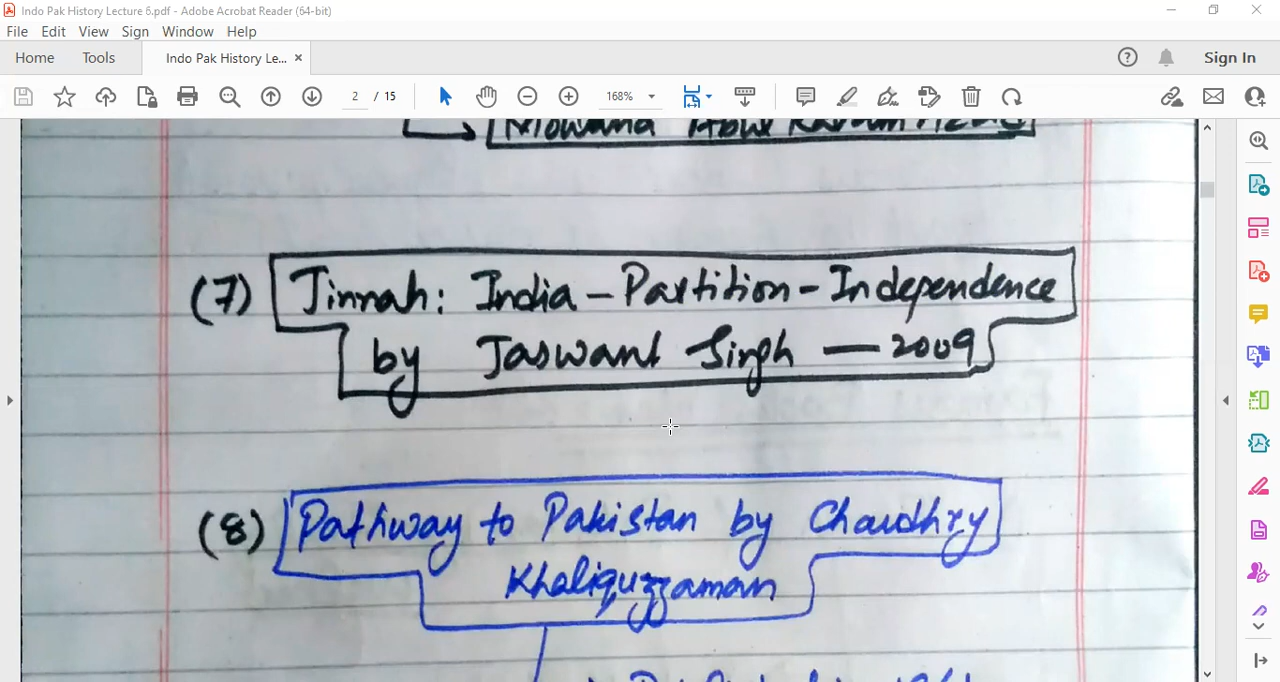 Indo Pak History Lecture 6.pdf - Adobe Acrobat Reader (64-bit)
File Edit View Sign Window Help
Home Tools Indo Pak History Le... × Sign In
2 / 15 168%
(7) Jinnah: India - Partition - Independence
by Jaswant Singh — 2009
(8) Pathway to Pakistan by Chaudhry
Khaliquzzaman